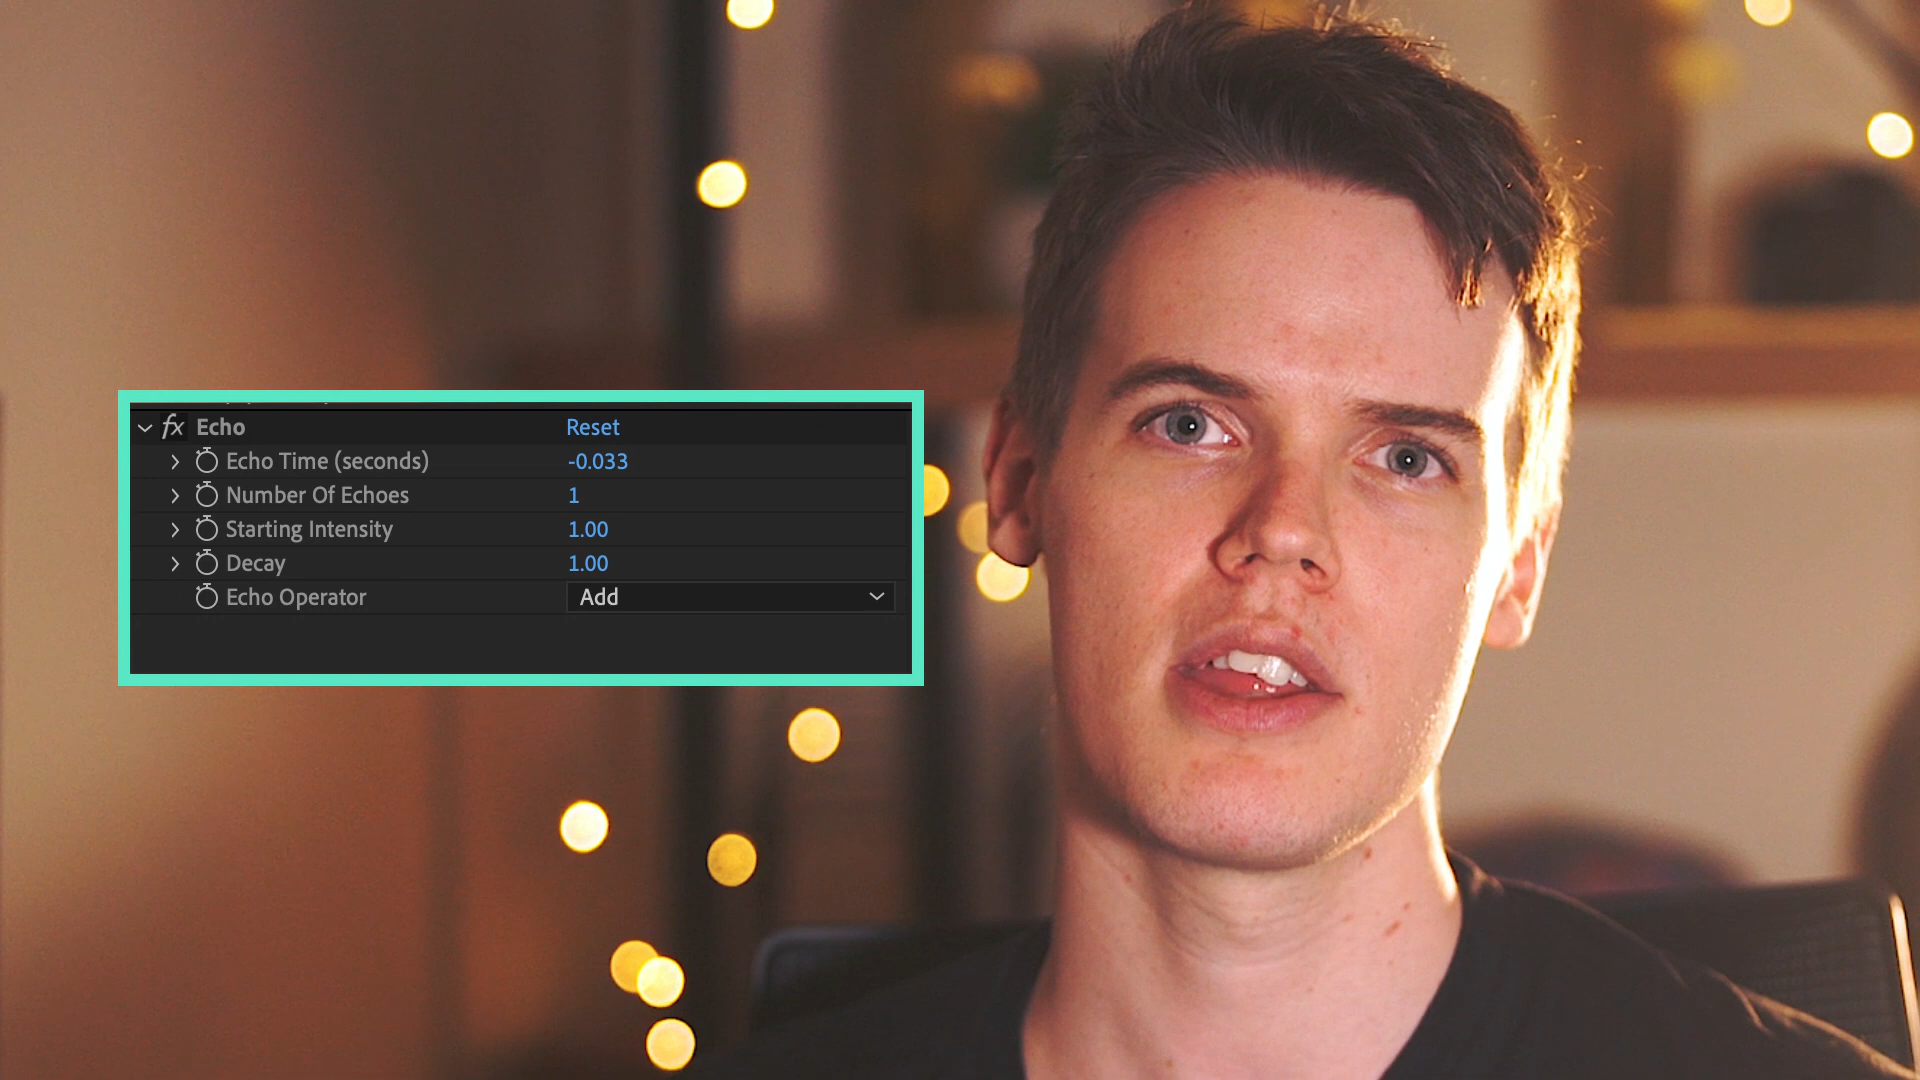 fx Echo Reset
Echo Time (seconds) -0.033
Number Of Echoes 1
Starting Intensity 1.00
Decay 1.00
Echo Operator Add